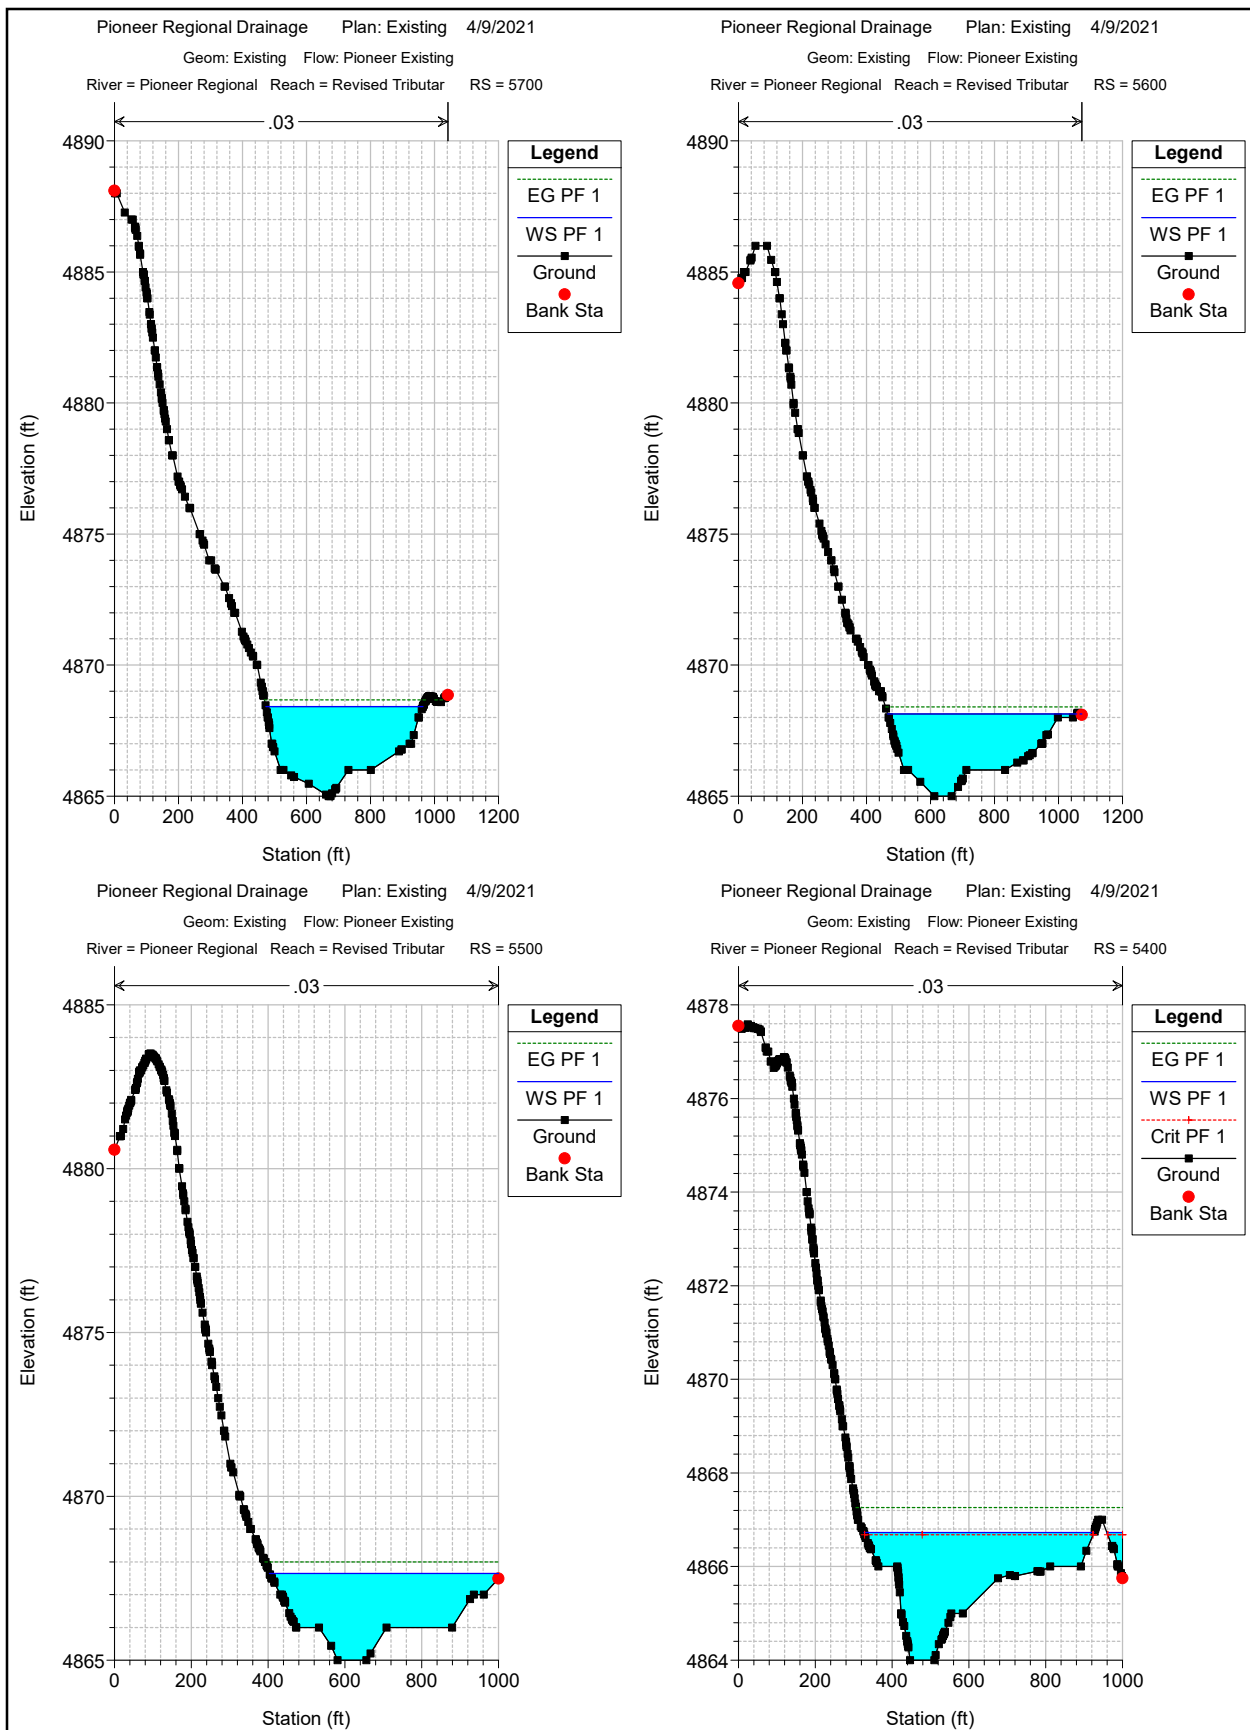 Pioneer Regional Drainage Plan: Existing 4/9/2021
Geom: Existing Flow: Pioneer Existing
River = Pioneer Regional Reach = Revised Tributar RS = 5700
.03
4890
4885
4880
4875
4870
4865
Elevation (ft)
0 200 400 600 800 1000 1200
Station (ft)
Legend
EG PF 1
WS PF 1
Ground
Bank Sta
Pioneer Regional Drainage Plan: Existing 4/9/2021
Geom: Existing Flow: Pioneer Existing
River = Pioneer Regional Reach = Revised Tributar RS = 5600
.03
4890
4885
4880
4875
4870
4865
Elevation (ft)
0 200 400 600 800 1000 1200
Station (ft)
Legend
EG PF 1
WS PF 1
Ground
Bank Sta
Pioneer Regional Drainage Plan: Existing 4/9/2021
Geom: Existing Flow: Pioneer Existing
River = Pioneer Regional Reach = Revised Tributar RS = 5500
.03
4885
4880
4875
4870
4865
Elevation (ft)
0 200 400 600 800 1000
Station (ft)
Legend
EG PF 1
WS PF 1
Ground
Bank Sta
Pioneer Regional Drainage Plan: Existing 4/9/2021
Geom: Existing Flow: Pioneer Existing
River = Pioneer Regional Reach = Revised Tributar RS = 5400
.03
4878
4876
4874
4872
4870
4868
4866
4864
Elevation (ft)
0 200 400 600 800 1000
Station (ft)
Legend
EG PF 1
WS PF 1
Crit PF 1
Ground
Bank Sta